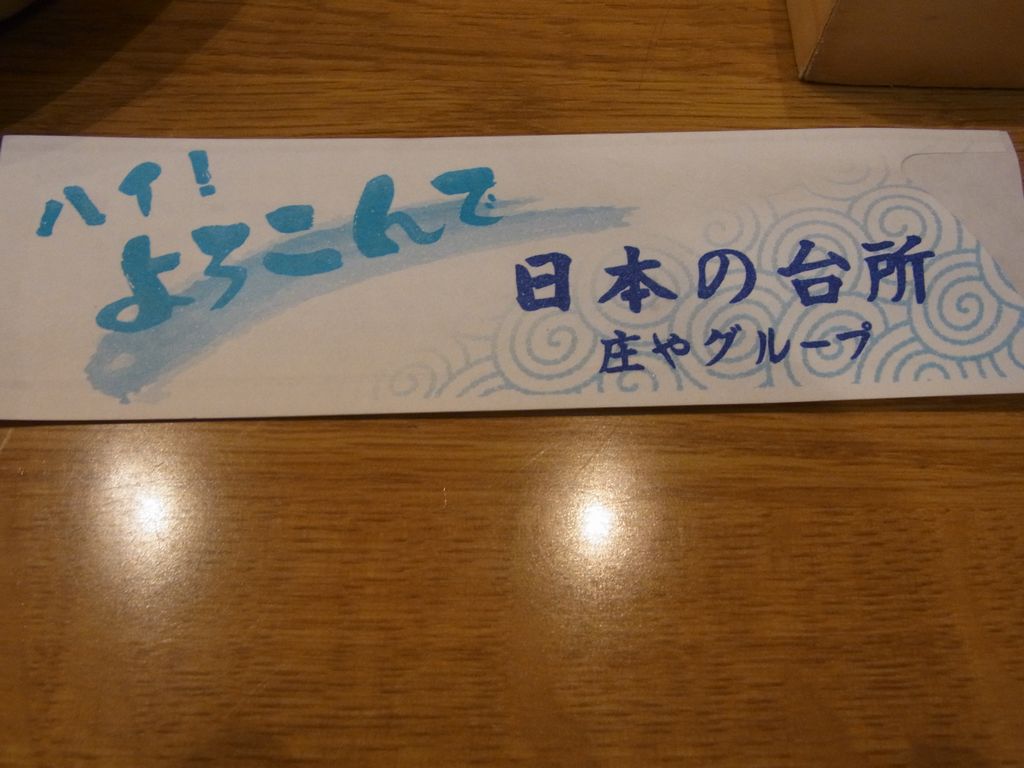 ハイ!
よろこんで
日本の台所
庄やグループ